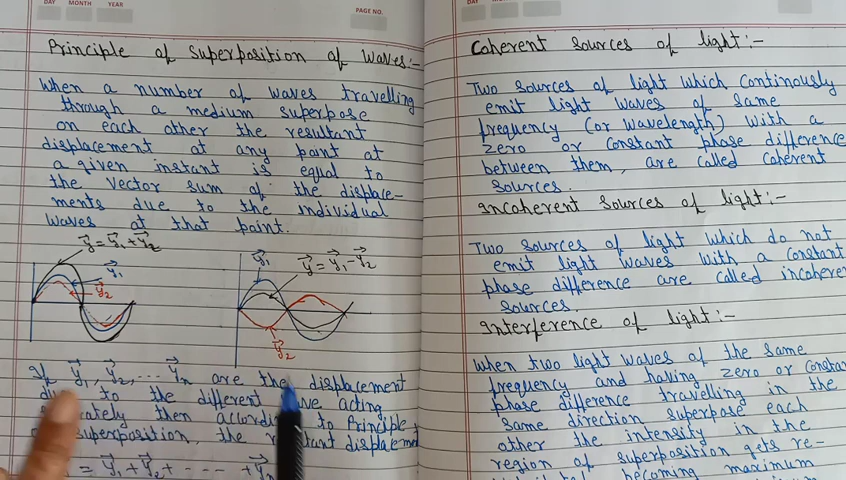 DAY MONTH YEAR
PAGE NO.
Principle of Superposition of Waves:-
When a number of waves travelling
through a medium superpose
on each other the resultant
displacement at any point at
a given instant is equal to
the vector sum of the displace-
ments due to the individual
waves at that point.
y⃗ = y⃗₁ + y⃗₂
y⃗₁
y⃗₂
y⃗₁
y⃗ = y⃗₁ - y⃗₂
y⃗₂
If y⃗₁, y⃗₂, ... y⃗n are the displacement
to the different acting
then to Principle
superposition, the
= y⃗₁ + y⃗₂ + - - - - + y⃗n
DAY MONTH YEAR
Coherent Sources of light:-
Two sources of light which continously
emit light waves of same
frequency (or wavelength) with a
zero or constant phase difference
between them, are called coherent
sources.
Incoherent Sources of light:-
Two sources of light which do not
emit light waves with a constant
phase difference are called
sources.
Interference of light:-
When two light waves of the same
frequency and having zero or
phase difference travelling in the
same direction superpose each
other the intensity in the
region of superposition gets re-
becoming maximum